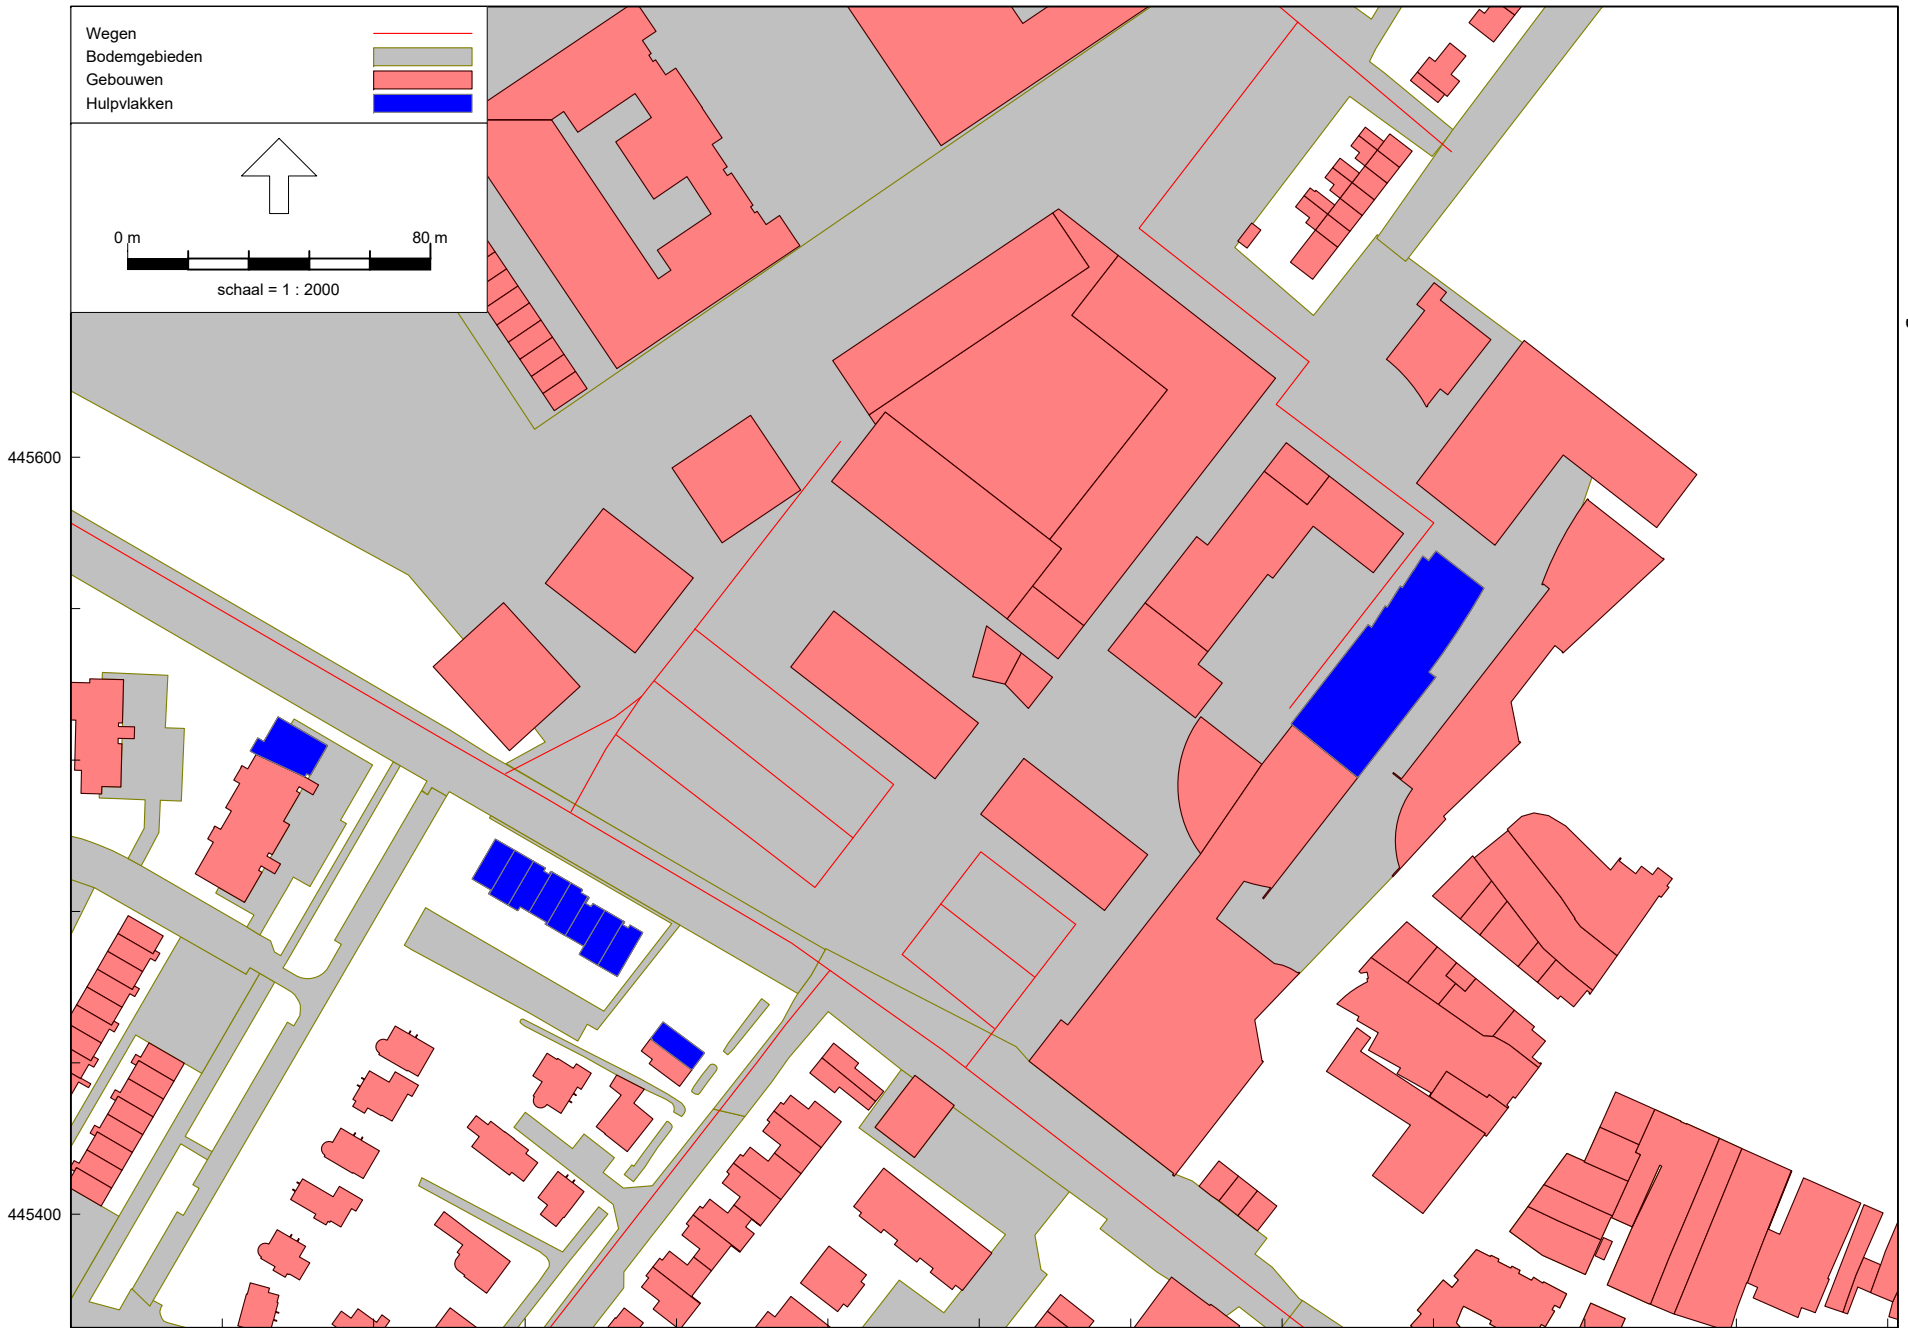 Wegen
Bodemgebieden
Gebouwen
Hulpvlakken
0 m 80 m
schaal = 1 : 2000
445600
445400